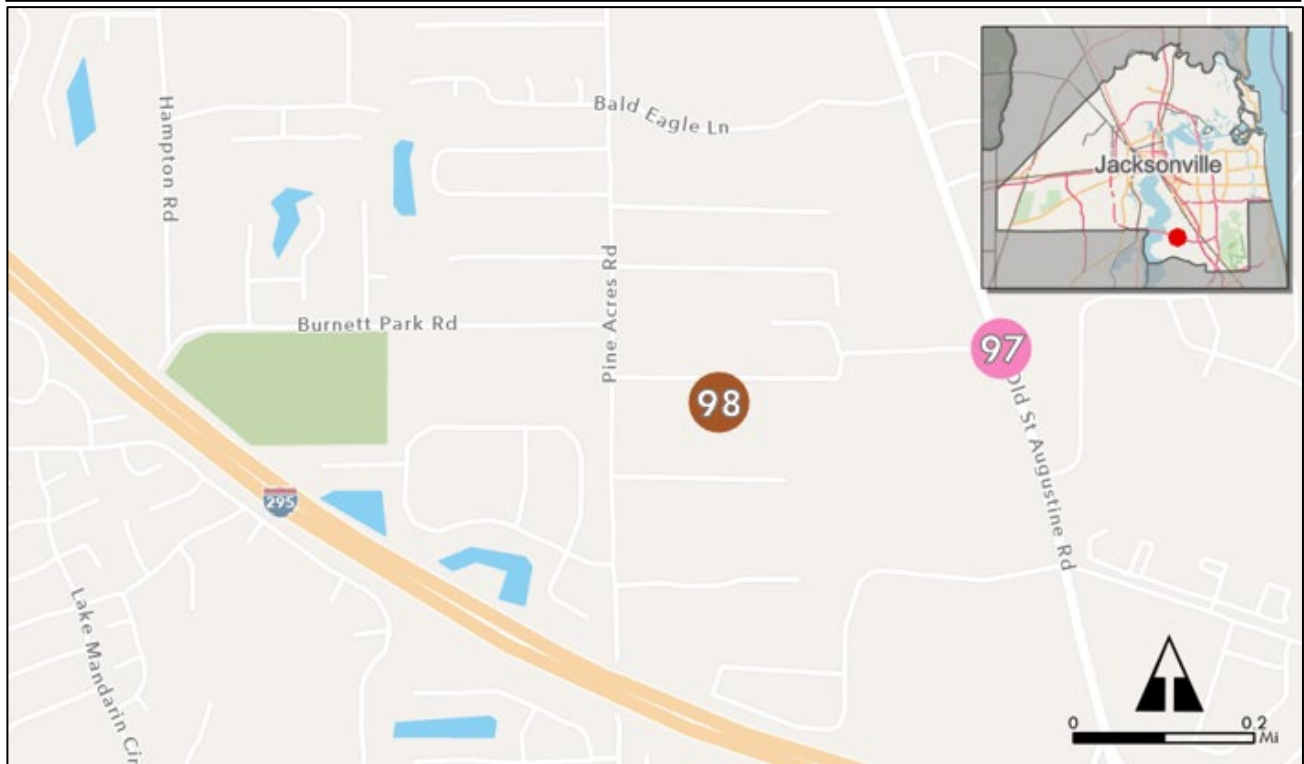 Hampton Rd
Bald Eagle Ln
Jacksonville
Pine Acres Rd
Burnett Park Rd
97
98
Old St Augustine Rd
295
Lake Mandarin Cir
0
0.2
Mi